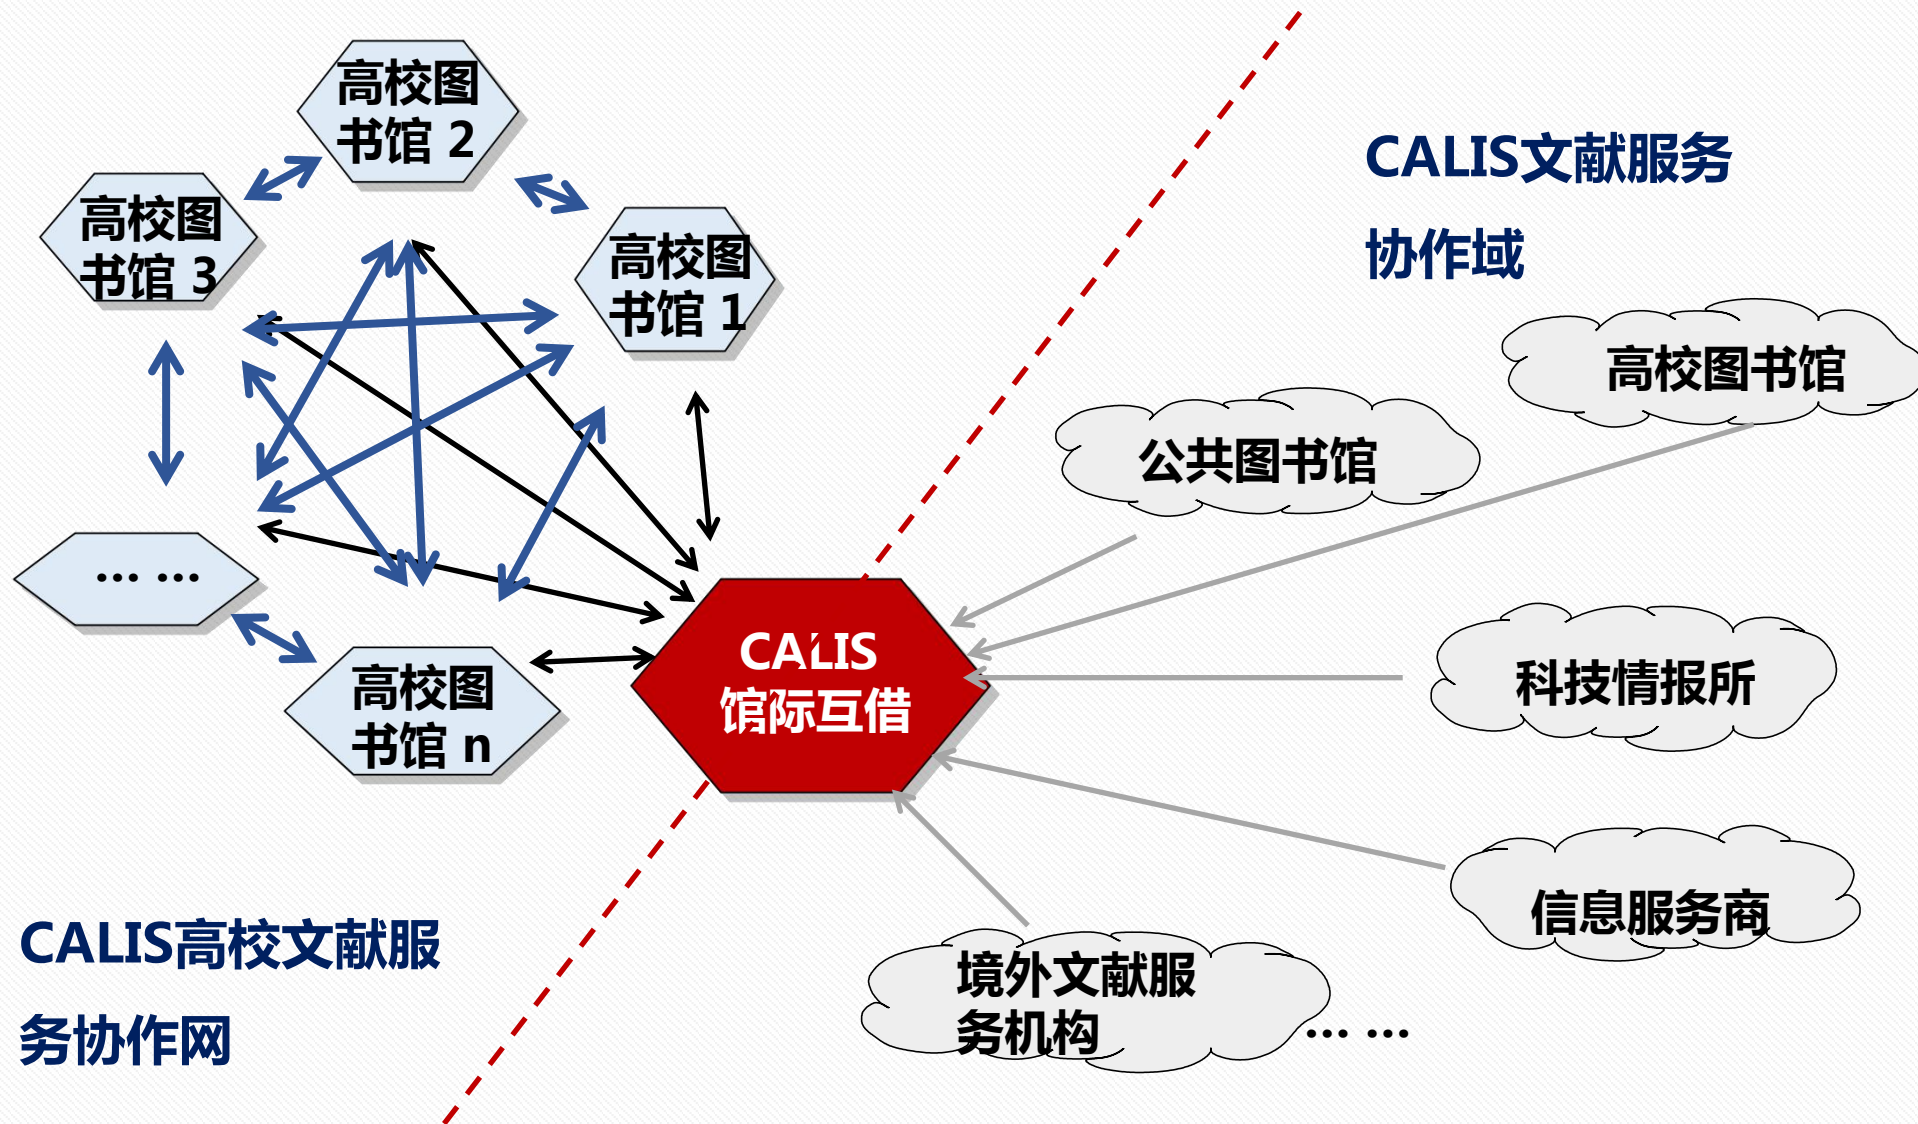 高校图
书馆 2
高校图
书馆 3
高校图
书馆 1
… …
高校图
书馆 n
CALIS
馆际互借
CALIS高校文献服
务协作网
CALIS文献服务
协作域
高校图书馆
公共图书馆
科技情报所
信息服务商
境外文献服
务机构
… …